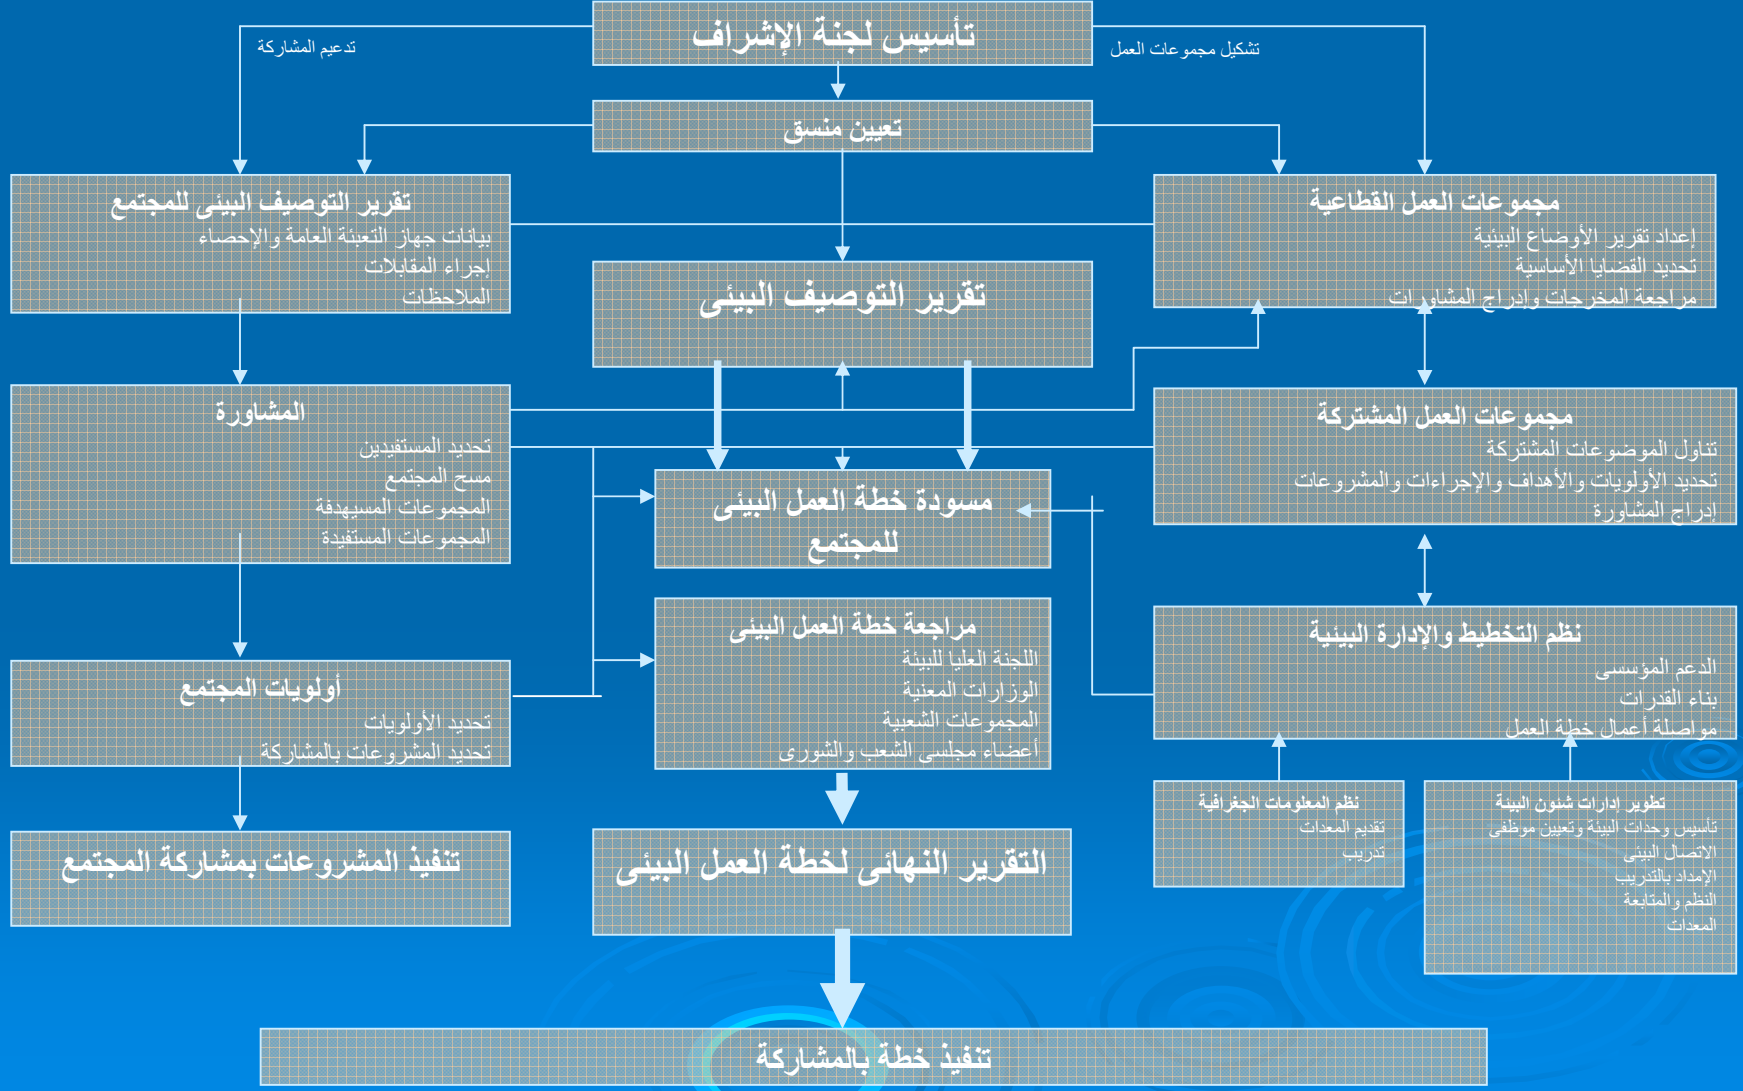 تأسيس لجنة الإشراف
تشكيل مجموعات العمل
تدعيم المشاركة
تعيين منسق
مجموعات العمل القطاعية
إعداد تقرير الأوضاع البيئية
تحديد القضايا الأساسية
مراجعة المخرجات وإدراج المشاورات
تقرير التوصيف البيئى
تقرير التوصيف البيئى للمجتمع
بيانات جهاز التعبئة العامة والإحصاء
إجراء المقابلات
الملاحظات
مجموعات العمل المشتركة
تناول الموضوعات المشتركة
تحديد الأولويات والأهداف والإجراءات والمشروعات
إدراج المشاورة
مسودة خطة العمل البيئى
للمجتمع
المشاورة
تحديد المستفيدين
مسح المجتمع
المجموعات المسيهدفة
المجموعات المستفيدة
نظم التخطيط والإدارة البيئية
الدعم المؤسسى
بناء القدرات
مواصلة أعمال خطة العمل
مراجعة خطة العمل البيئى
اللجنة العليا للبيئة
الوزارات المعنية
المجموعات الشعبية
أعضاء مجلسى الشعب والشورى
أولويات المجتمع
تحديد الأولويات
تحديد المشروعات بالمشاركة
تطوير إدارات شئون البيئة
تأسيس وحدات البيئة وتعيين موظفى
الاتصال البيئى
الإمداد بالتدريب
النظم والمتابعة
المعدات
نظم المعلومات الجغرافية
تقديم المعدات
تدريب
التقرير النهائى لخطة العمل البيئى
تنفيذ المشروعات بمشاركة المجتمع
تنفيذ خطة بالمشاركة